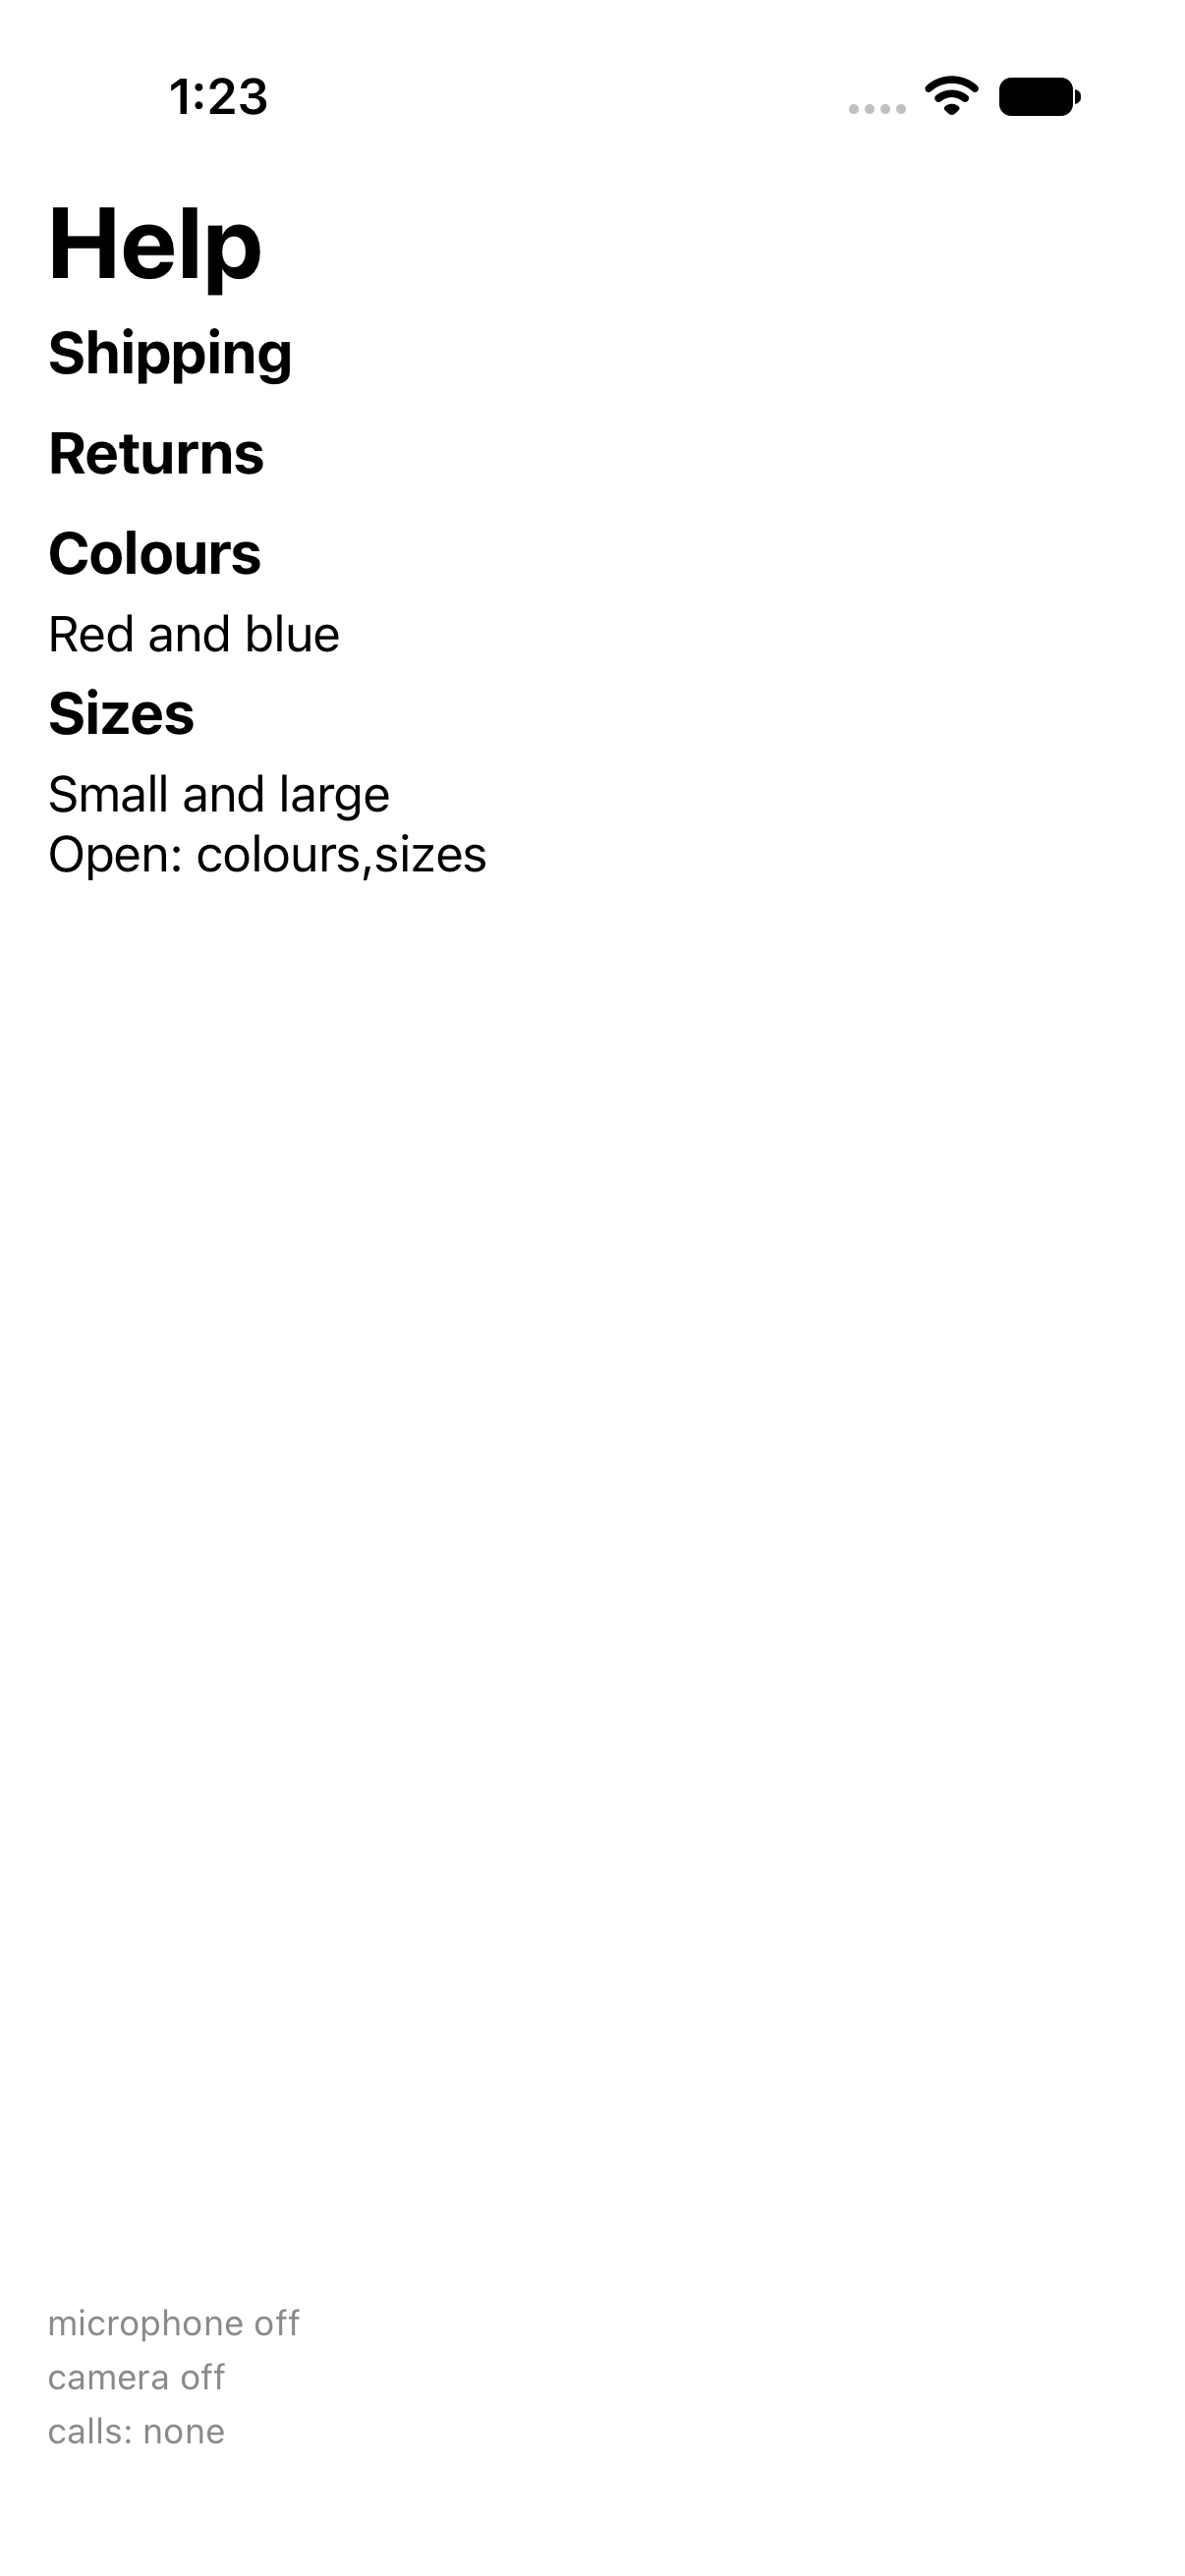 1:23
Help
Shipping
Returns
Colours
Red and blue
Sizes
Small and large
Open: colours,sizes
microphone off
camera off
calls: none